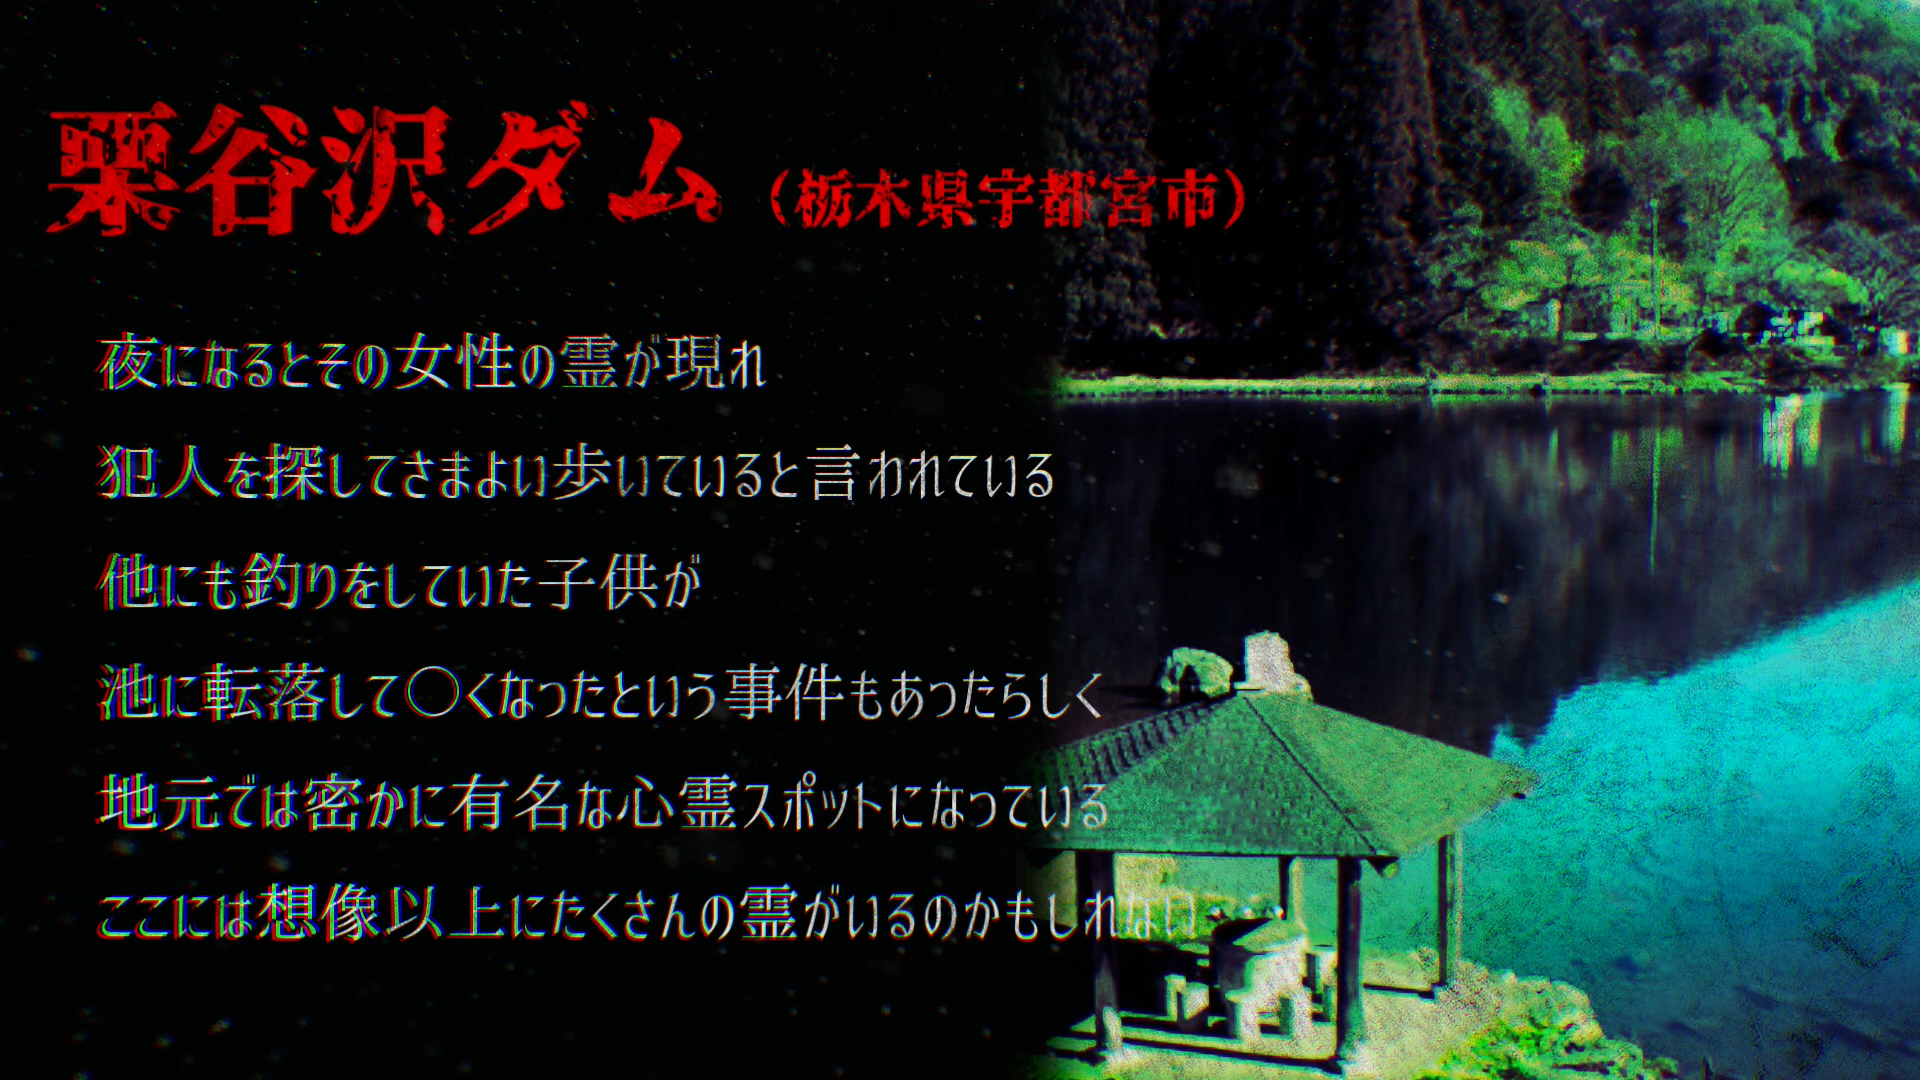 栗谷沢ダム（栃木県宇都宮市）
夜になるとその女性の霊が現れ
犯人を探してさまよい歩いていると言われている
他にも釣りをしていた子供が
池に転落して〇くなったという事件もあったらしく
地元では密かに有名な心霊スポットになっている
ここには想像以上にたくさんの霊がいるのかもしれない